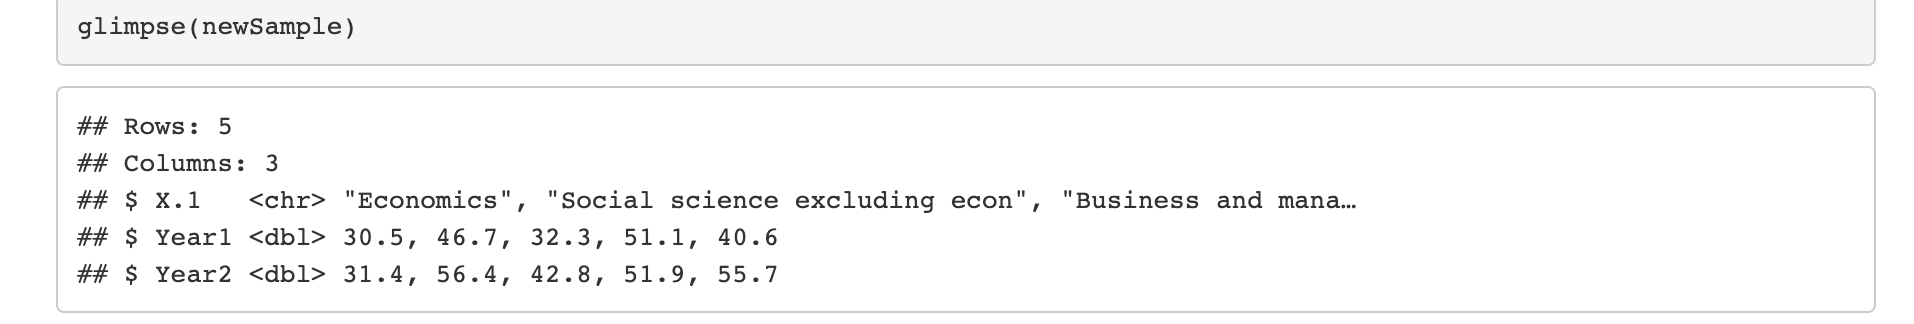 glimpse(newSample)
## Rows: 5
## Columns: 3
## $ X.1   <chr> "Economics", "Social science excluding econ", "Business and mana…
## $ Year1 <dbl> 30.5, 46.7, 32.3, 51.1, 40.6
## $ Year2 <dbl> 31.4, 56.4, 42.8, 51.9, 55.7